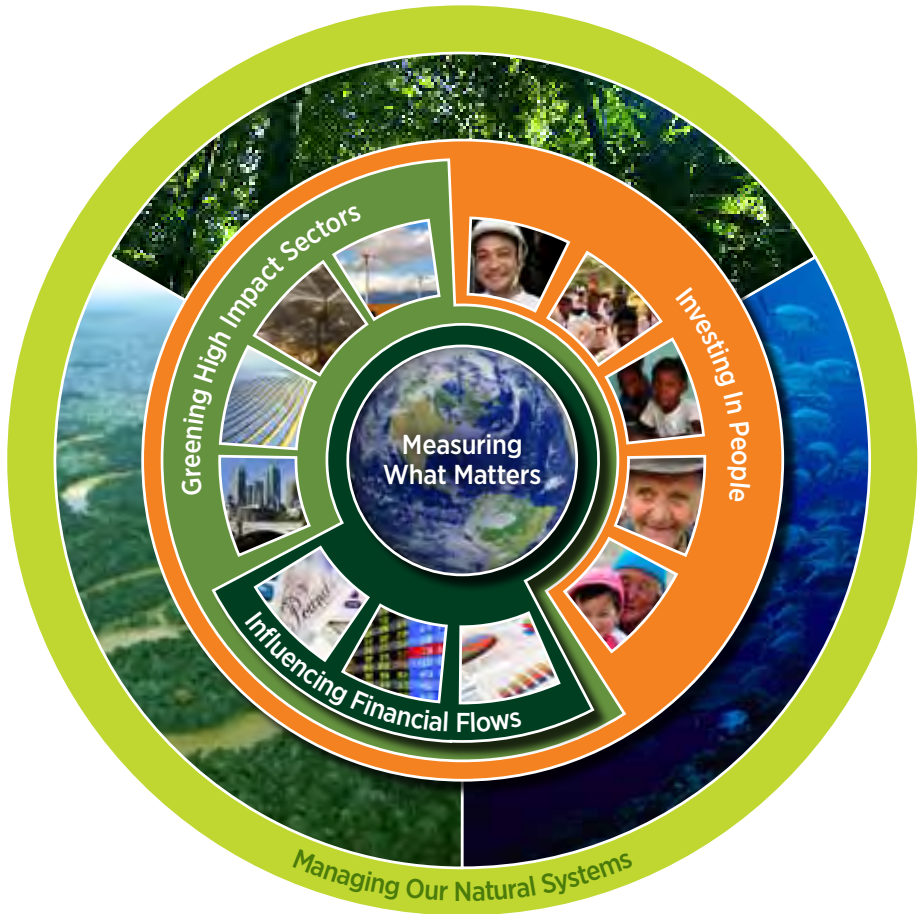 Greening High Impact Sectors
Investing In People
Measuring
What Matters
Influencing Financial Flows
Managing Our Natural Systems